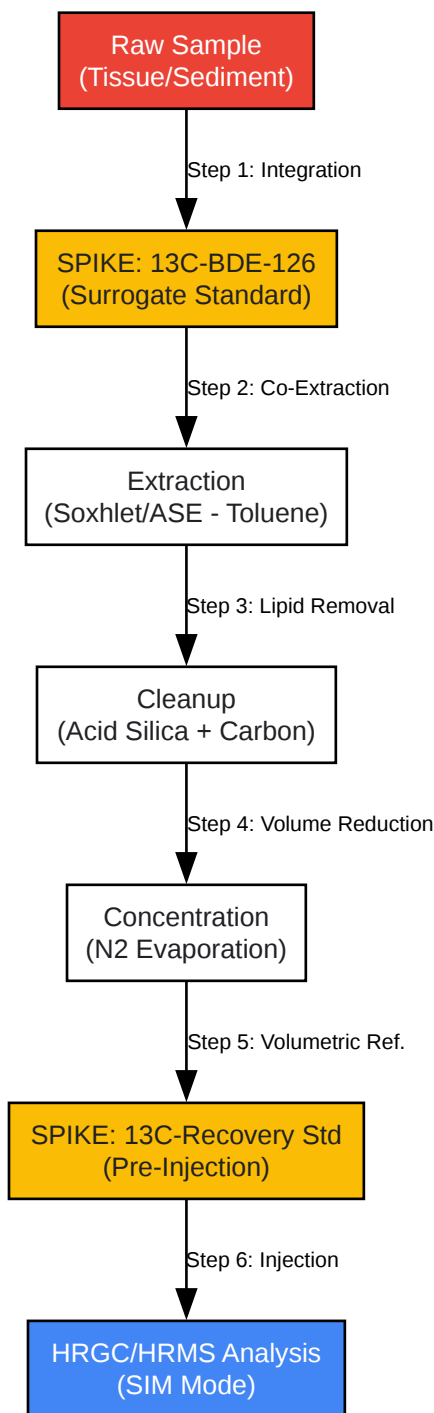 Raw Sample
(Tissue/Sediment)
Step 1: Integration
SPIKE: 13C-BDE-126
(Surrogate Standard)
Step 2: Co-Extraction
Extraction
(Soxhlet/ASE - Toluene)
Step 3: Lipid Removal
Cleanup
(Acid Silica + Carbon)
Step 4: Volume Reduction
Concentration
(N2 Evaporation)
Step 5: Volumetric Ref.
SPIKE: 13C-Recovery Std
(Pre-Injection)
Step 6: Injection
HRGC/HRMS Analysis
(SIM Mode)